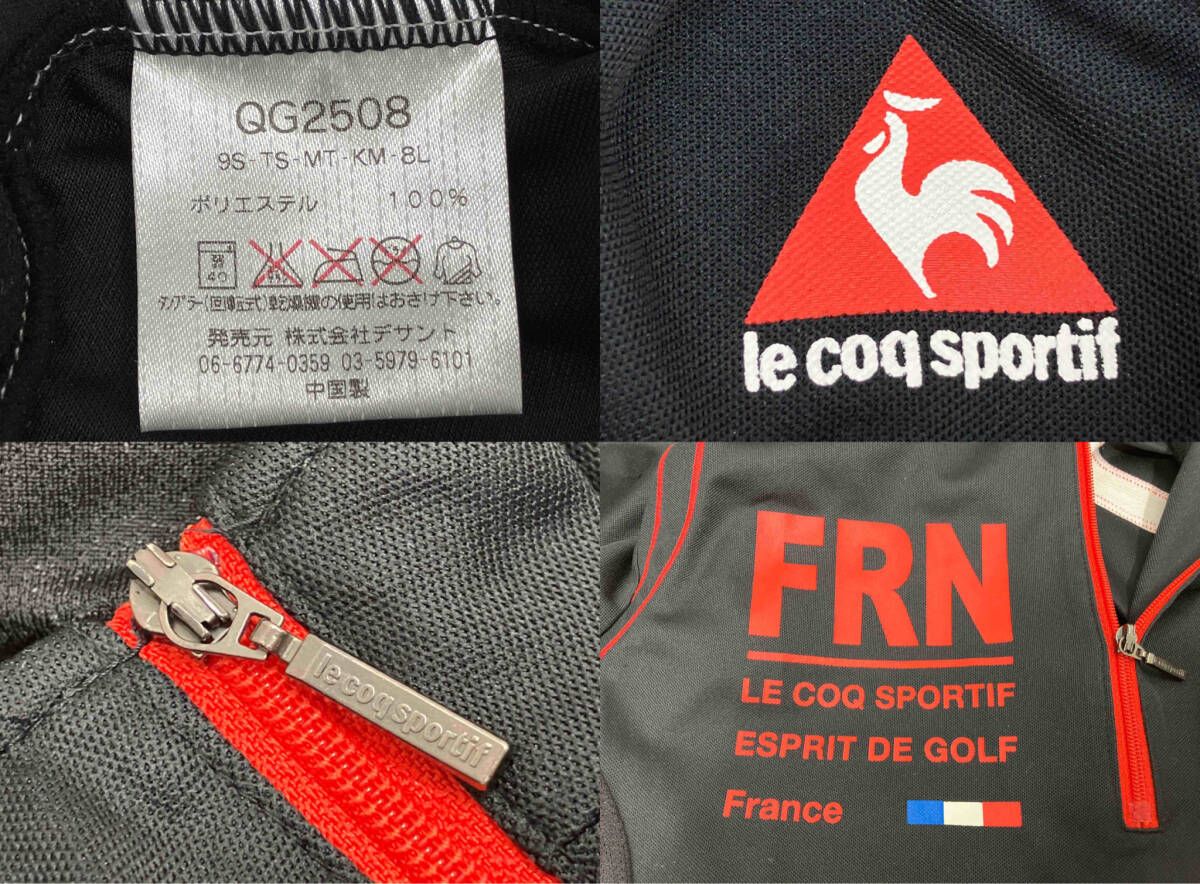 QG2508
9S-TS-MT-KM-8L
ポリエステル 100%
40
タンブラー(回転式)乾燥機の使用はおさけ下さい。
発売元 株式会社デサント
06-6774-0359 03-5979-6101
中国製
le coq sportif
le coq sportif
FRN
LE COQ SPORTIF
ESPRIT DE GOLF
France